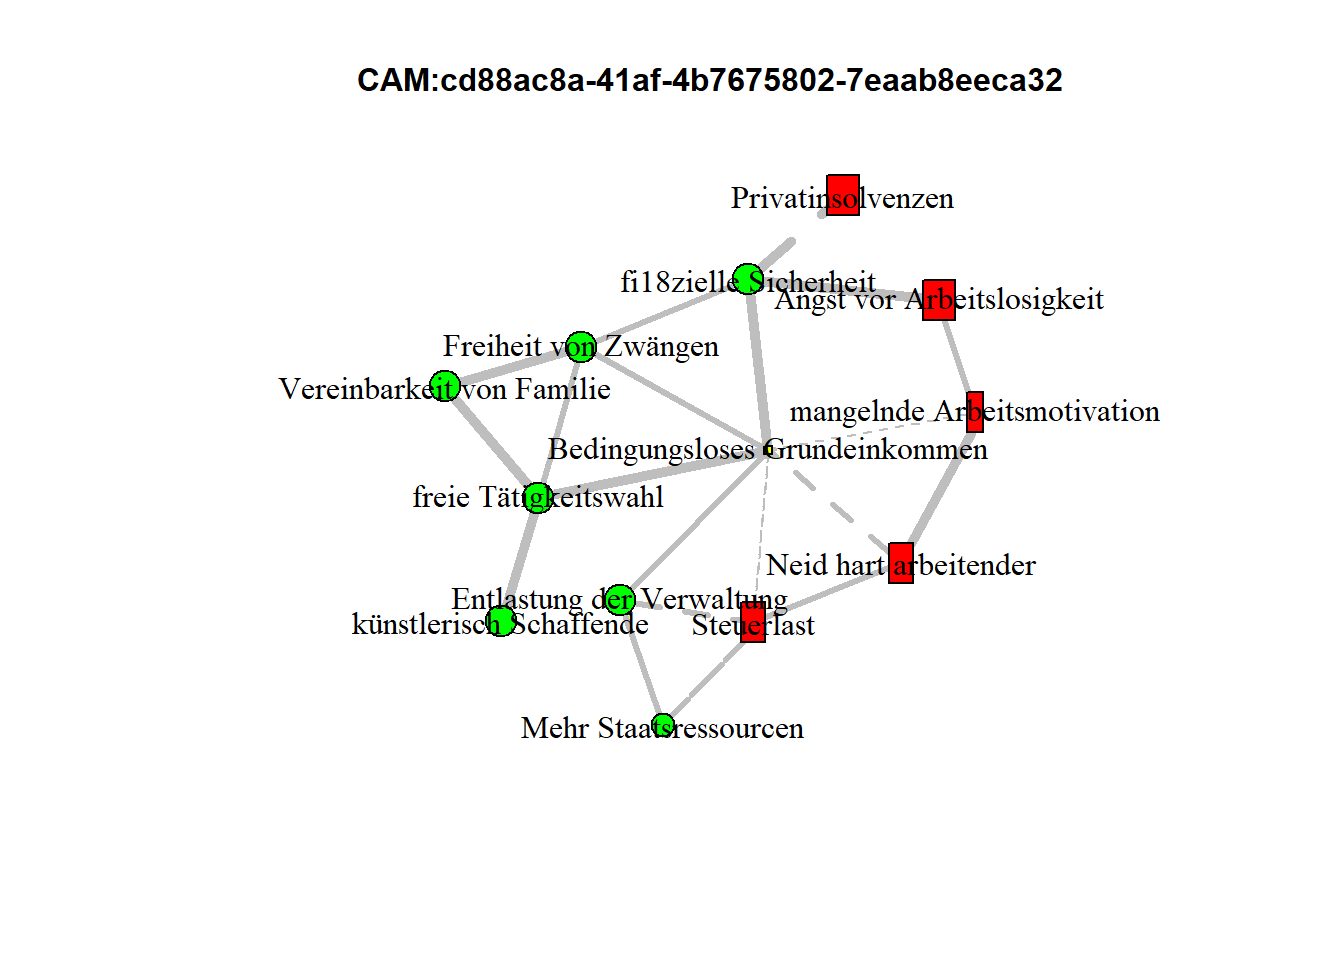 CAM:cd88ac8a-41af-4b7675802-7eaab8eeca32
Privatinsolvenzen
fi18zielle Sicherheit
Angst vor Arbeitslosigkeit
Freiheit von Zwängen
Vereinbarkeit von Familie
mangelnde Arbeitsmotivation
Bedingungsloses Grundeinkommen
freie Tätigkeitswahl
Neid hart arbeitender
Entlastung der Verwaltung
künstlerisch Schaffende
Steuerlast
Mehr Staatsressourcen